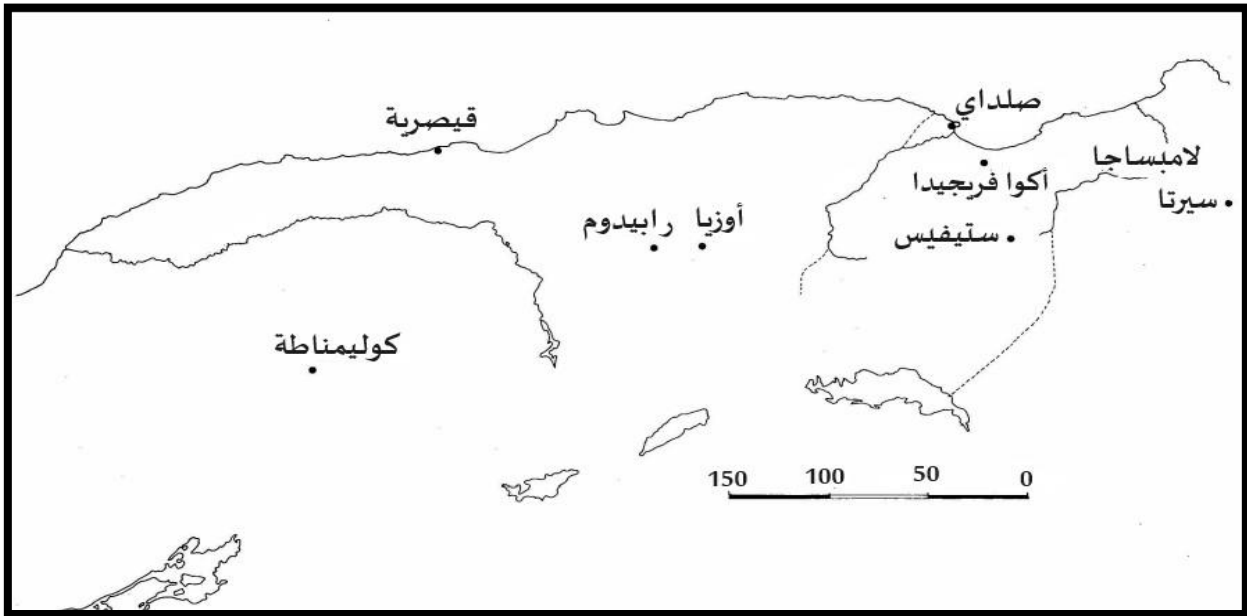 صلداي
قيصرية
لامبساجا
أكوا فريجيدا
سيرتا
أوزيا
رابيدوم
ستيفيس
كوليمناطة
150 100 50 0